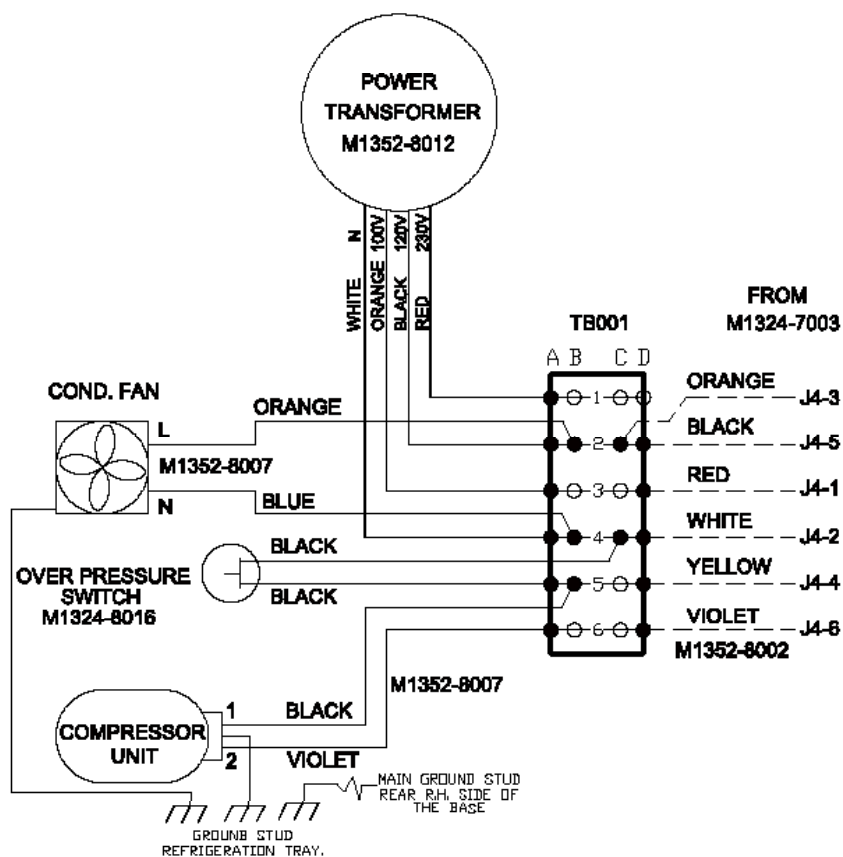 POWER
TRANSFORMER
M1352-8012
N
100V
120V
230V
WHITE
ORANGE
BLACK
RED
FROM
M1324-7003
TB001
A B C D
COND. FAN
L
N
M1352-8007
ORANGE
BLUE
1
2
3
4
5
6
ORANGE J4-3
BLACK J4-5
RED J4-1
WHITE J4-2
YELLOW J4-4
VIOLET J4-6
M1352-8002
BLACK
BLACK
OVER PRESSURE
SWITCH
M1324-8016
M1352-8007
COMPRESSOR
UNIT
1
2
BLACK
VIOLET
MAIN GROUND STUD
REAR R.H. SIDE OF
THE BASE
GROUNB STUD
REFRIGERATION TRAY.